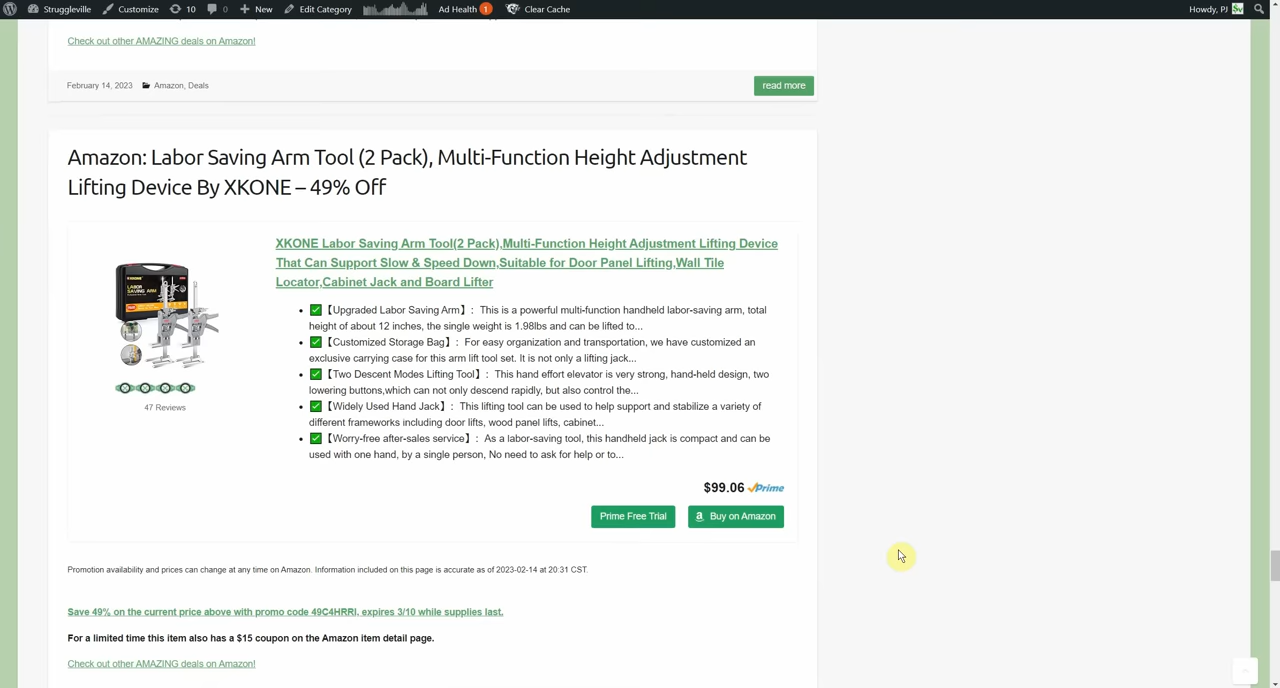 Struggleville
Customize
10
0
New
Edit Category
Ad Health 1
Clear Cache
Howdy, PJ
Check out other AMAZING deals on Amazon!
February 14, 2023
Amazon, Deals
read more
Amazon: Labor Saving Arm Tool (2 Pack), Multi-Function Height Adjustment
Lifting Device By XKONE – 49% Off
XKONE Labor Saving Arm Tool(2 Pack),Multi-Function Height Adjustment Lifting Device
That Can Support Slow & Speed Down,Suitable for Door Panel Lifting,Wall Tile
Locator,Cabinet Jack and Board Lifter
✅【Upgraded Labor Saving Arm】: This is a powerful multi-function handheld labor-saving arm, total
height of about 12 inches, the single weight is 1.98lbs and can be lifted to...
✅【Customized Storage Bag】: For easy organization and transportation, we have customized an
exclusive carrying case for this arm lift tool set. It is not only a lifting jack...
✅【Two Descent Modes Lifting Tool】: This hand effort elevator is very strong, hand-held design, two
lowering buttons,which can not only descend rapidly, but also control the...
✅【Widely Used Hand Jack】: This lifting tool can be used to help support and stabilize a variety of
different frameworks including door lifts, wood panel lifts, cabinet...
✅【Worry-free after-sales service】: As a labor-saving tool, this handheld jack is compact and can be
used with one hand, by a single person, No need to ask for help or to...
XKONE
LABOR
SAVING ARM
47 Reviews
$99.06 Prime
Prime Free Trial
Buy on Amazon
Promotion availability and prices can change at any time on Amazon. Information included on this page is accurate as of 2023-02-14 at 20:31 CST.
Save 49% on the current price above with promo code 49C4HRRI, expires 3/10 while supplies last.
For a limited time this item also has a $15 coupon on the Amazon item detail page.
Check out other AMAZING deals on Amazon!